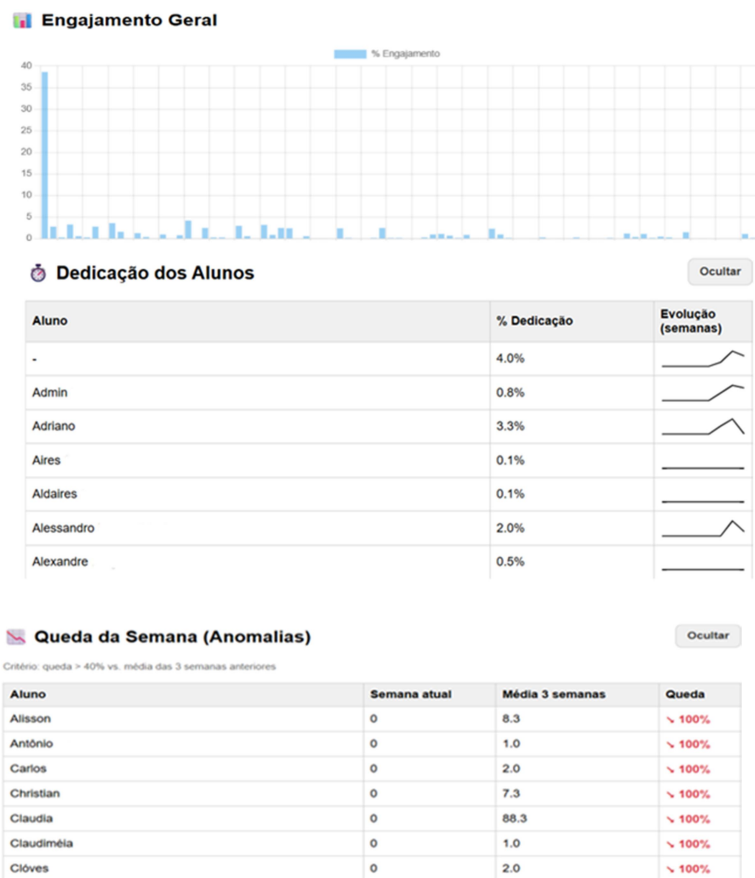 Engajamento Geral
% Engajamento
40
35
30
25
20
15
10
5
0
Dedicação dos Alunos
Ocultar
Aluno % Dedicação Evolução (semanas)
- 4.0%
Admin 0.8%
Adriano 3.3%
Aires 0.1%
Aldaires 0.1%
Alessandro 2.0%
Alexandre 0.5%
Queda da Semana (Anomalias)
Ocultar
Critério: queda > 40% vs. média das 3 semanas anteriores
Aluno Semana atual Média 3 semanas Queda
Alisson 0 8.3 ↘ 100%
Antônio 0 1.0 ↘ 100%
Carlos 0 2.0 ↘ 100%
Christian 0 7.3 ↘ 100%
Claudia 0 88.3 ↘ 100%
Claudiméia 0 1.0 ↘ 100%
Clóves 0 2.0 ↘ 100%